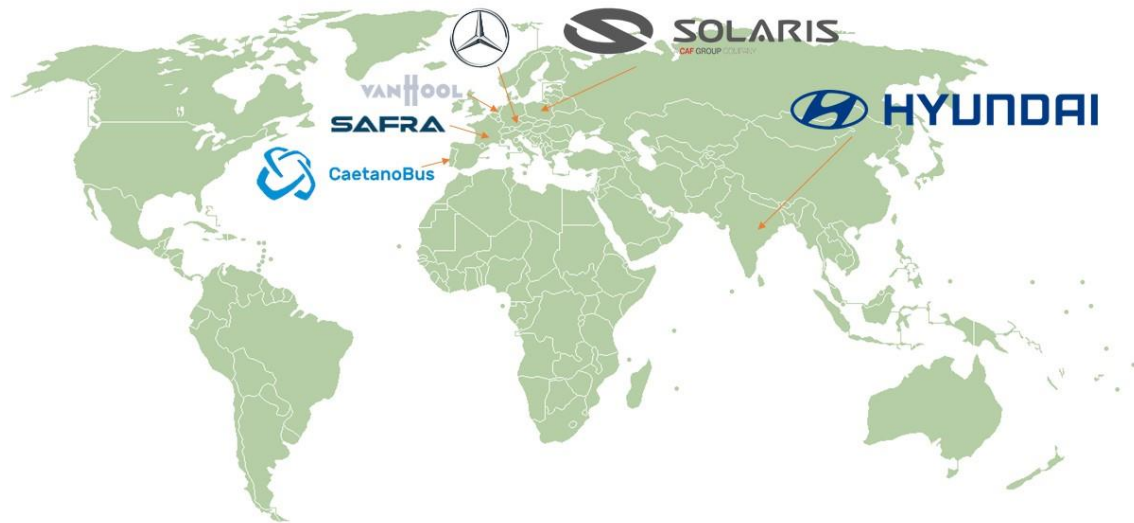 SOLARIS
CAF GROUP COMPANY
VANHOOL
HYUNDAI
SAFRA
CaetanoBus